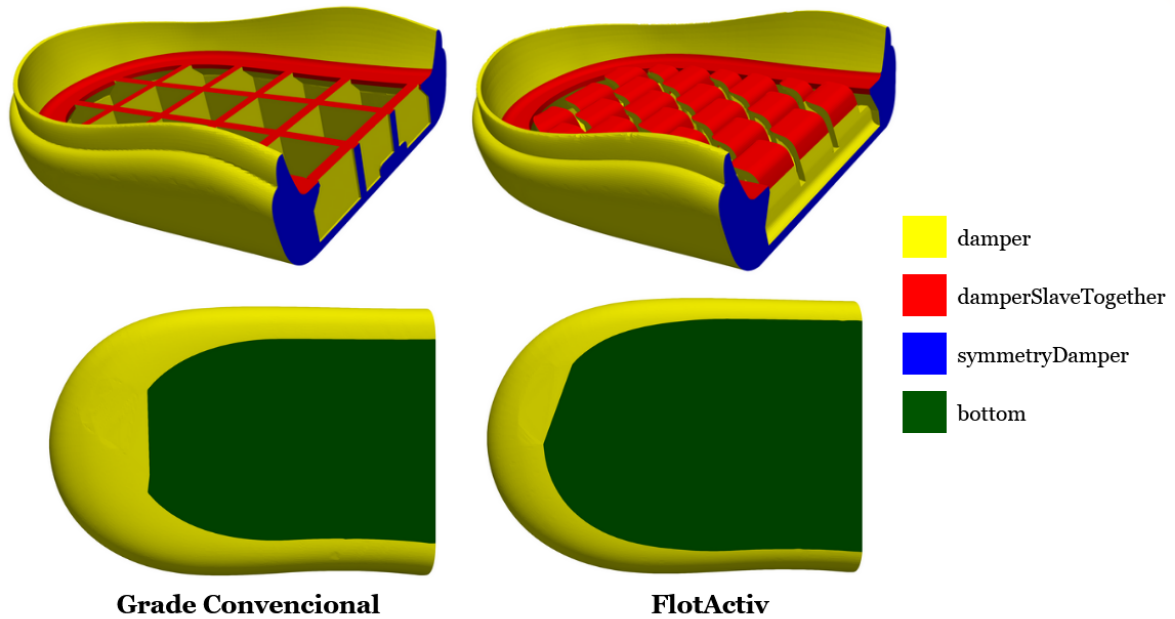 damper
damperSlaveTogether
symmetryDamper
bottom
Grade Convencional
FlotActiv